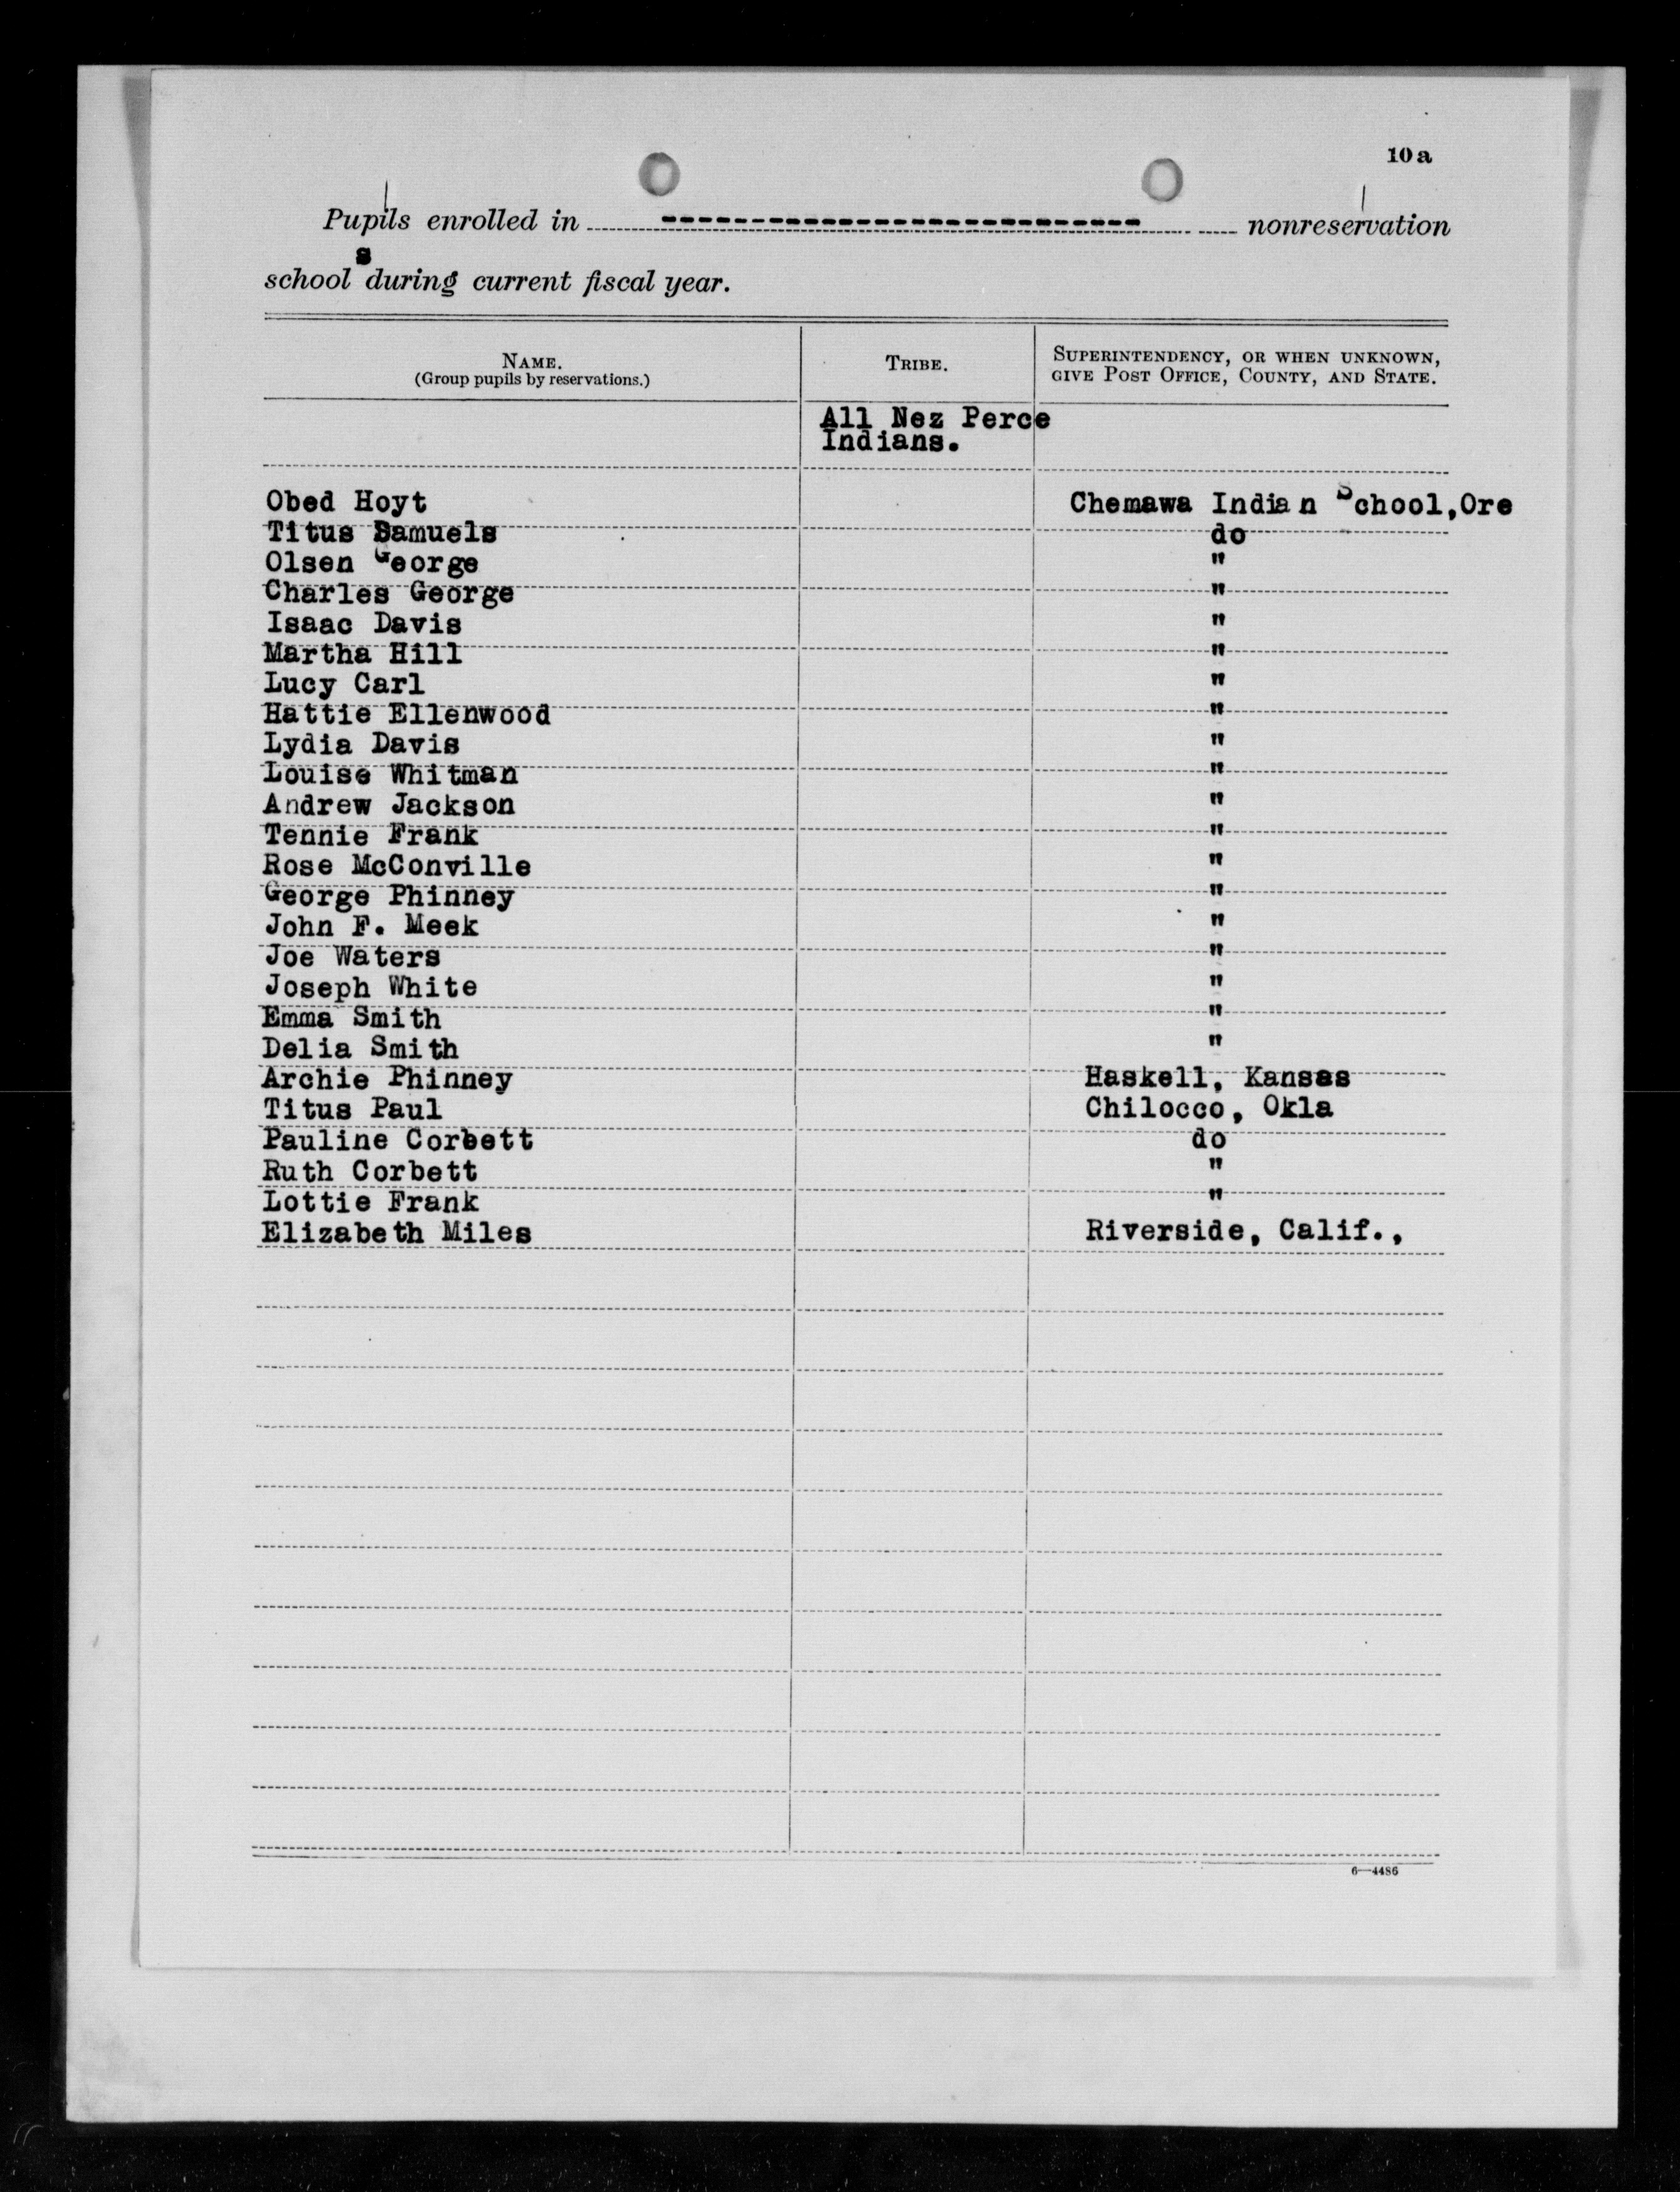 10a
Pupils enrolled in -------------------------- nonreservation
schools during current fiscal year.
NAME. TRIBE. SUPERINTENDENCY, OR WHEN UNKNOWN,
(Group pupils by reservations.) GIVE POST OFFICE, COUNTY, AND STATE.
All Nez Perce
Indians.
Obed Hoyt Chemawa Indian School,Ore
Titus Samuels do
Olsen George "
Charles George "
Isaac Davis "
Martha Hill "
Lucy Carl "
Hattie Ellenwood "
Lydia Davis "
Louise Whitman "
Andrew Jackson "
Tennie Frank "
Rose McConville "
George Phinney "
John F. Meek "
Joe Waters "
Joseph White "
Emma Smith "
Delia Smith "
Archie Phinney Haskell, Kansas
Titus Paul Chilocco, Okla
Pauline Corbett do
Ruth Corbett "
Lottie Frank "
Elizabeth Miles Riverside, Calif.,
6—4486